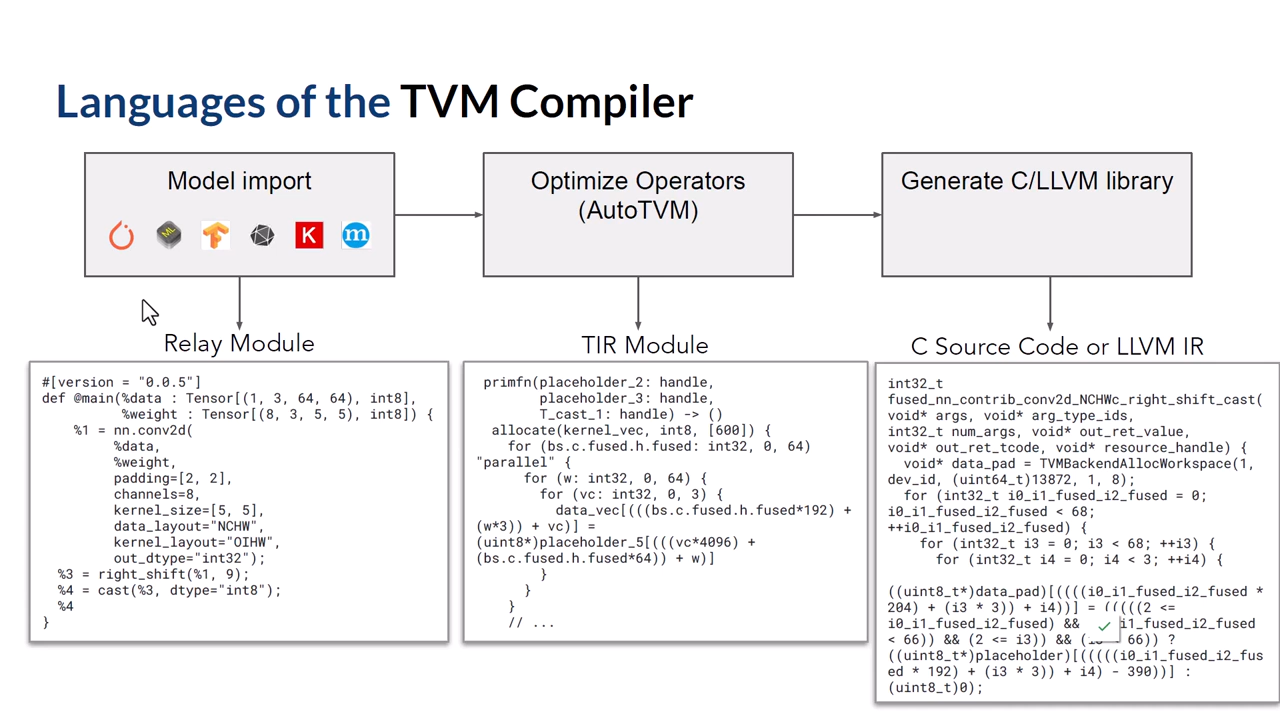 Languages of the TVM Compiler
Model import
ML
K
m
Optimize Operators
(AutoTVM)
Generate C/LLVM library
Relay Module
#[version = "0.0.5"]
def @main(%data : Tensor[(1, 3, 64, 64), int8],
%weight : Tensor[(8, 3, 5, 5), int8]) {
%1 = nn.conv2d(
%data,
%weight,
padding=[2, 2],
channels=8,
kernel_size=[5, 5],
data_layout="NCHW",
kernel_layout="OIHW",
out_dtype="int32");
%3 = right_shift(%1, 9);
%4 = cast(%3, dtype="int8");
%4
}
TIR Module
primfn(placeholder_2: handle,
placeholder_3: handle,
T_cast_1: handle) -> ()
allocate(kernel_vec, int8, [600]) {
for (bs.c.fused.h.fused: int32, 0, 64)
"parallel" {
for (w: int32, 0, 64) {
for (vc: int32, 0, 3) {
data_vec[(((bs.c.fused.h.fused*192) +
(w*3)) + vc)] =
(uint8*)placeholder_5[(((vc*4096) +
(bs.c.fused.h.fused*64)) + w)]
}
}
}
// ...
C Source Code or LLVM IR
int32_t
fused_nn_contrib_conv2d_NCHWc_right_shift_cast(
void* args, void* arg_type_ids,
int32_t num_args, void* out_ret_value,
void* out_ret_tcode, void* resource_handle) {
void* data_pad = TVMBackendAllocWorkspace(1,
dev_id, (uint64_t)13872, 1, 8);
for (int32_t i0_i1_fused_i2_fused = 0;
i0_i1_fused_i2_fused < 68;
++i0_i1_fused_i2_fused) {
for (int32_t i3 = 0; i3 < 68; ++i3) {
for (int32_t i4 = 0; i4 < 3; ++i4) {
((uint8_t*)data_pad)[((((i0_i1_fused_i2_fused *
204) + (i3 * 3)) + i4))] = (((((2 <=
i0_i1_fused_i2_fused) && i1_fused_i2_fused
< 66)) && (2 <= i3)) && ( 66)) ?
((uint8_t*)placeholder)[(((((i0_i1_fused_i2_fus
ed * 192) + (i3 * 3)) + i4) - 390))] :
(uint8_t)0);